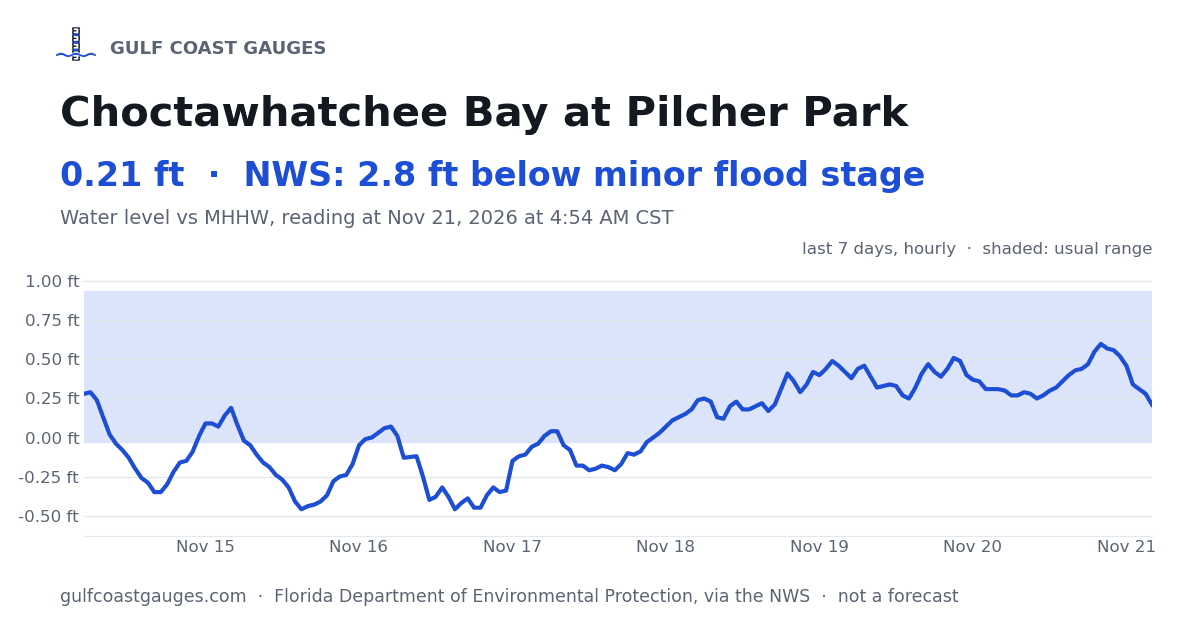 GULF COAST GAUGES
Choctawhatchee Bay at Pilcher Park
0.21 ft · NWS: 2.8 ft below minor flood stage
Water level vs MHHW, reading at Nov 21, 2026 at 4:54 AM CST
last 7 days, hourly · shaded: usual range
1.00 ft
0.75 ft
0.50 ft
0.25 ft
0.00 ft
-0.25 ft
-0.50 ft
Nov 15 Nov 16 Nov 17 Nov 18 Nov 19 Nov 20 Nov 21
gulfcoastgauges.com · Florida Department of Environmental Protection, via the NWS · not a forecast